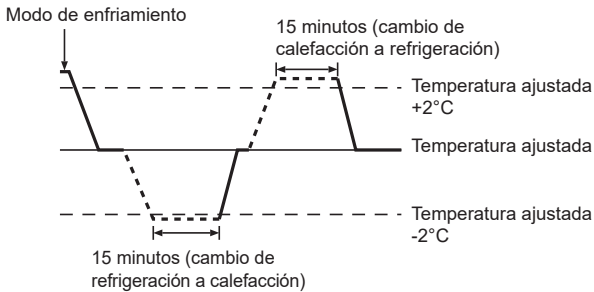 Modo de enfriamiento
15 minutos (cambio de
calefacción a refrigeración)
Temperatura ajustada
+2°C
Temperatura ajustada
Temperatura ajustada
-2°C
15 minutos (cambio de
refrigeración a calefacción)